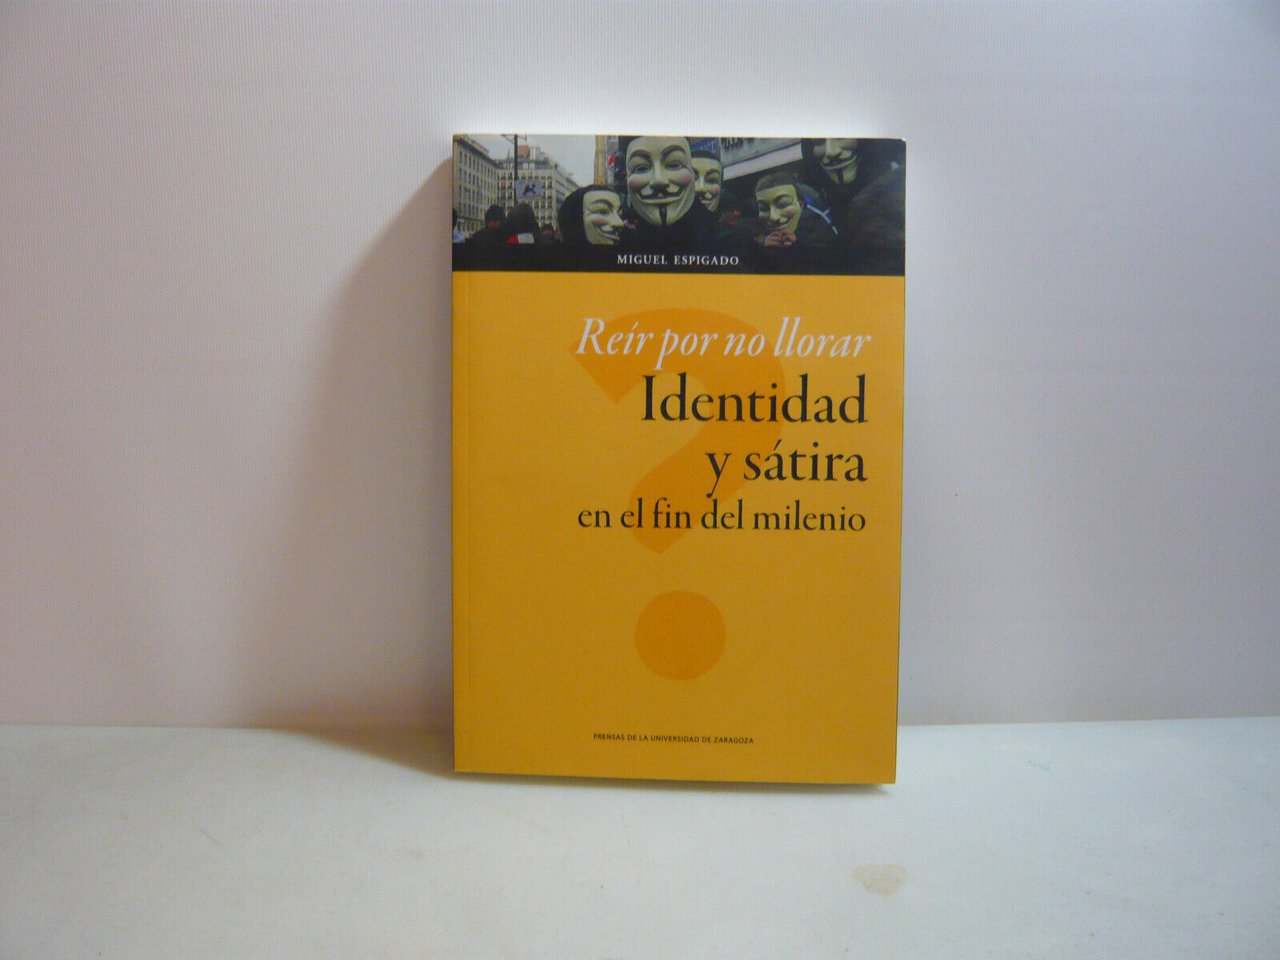 MIGUEL ESPIGADO
Reír por no llorar
Identidad
y sátira
en el fin del milenio
PRENSAS DE LA UNIVERSIDAD DE ZARAGOZA